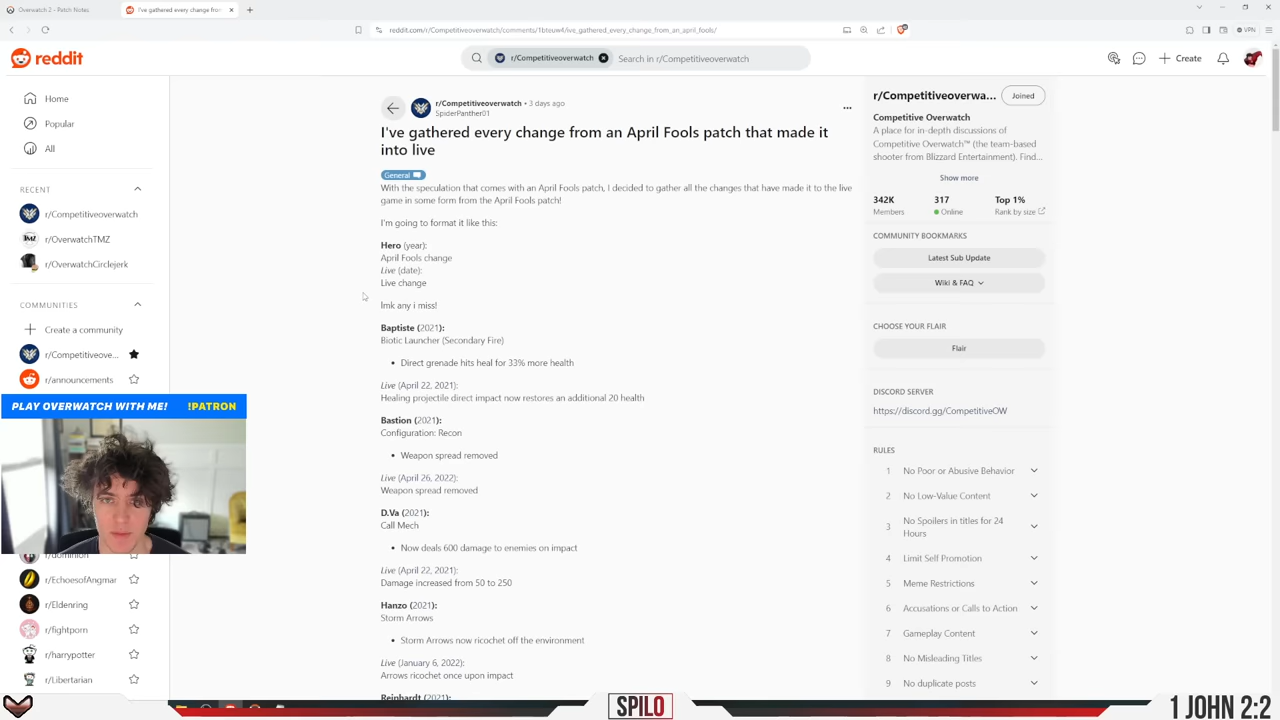 Overwatch 2 - Patch Notes
I've gathered every change from
reddit.com/r/Competitiveoverwatch/comments/1bteuw4/ive_gathered_every_change_from_an_april_fools/
VPN
reddit
r/Competitiveoverwatch
Search in r/Competitiveoverwatch
Create
Home
Popular
All
RECENT
r/Competitiveoverwatch
r/OverwatchTMZ
r/OverwatchCirclejerk
COMMUNITIES
Create a community
r/Competitiveove...
r/announcements
PLAY OVERWATCH WITH ME! !PATRON
r/dominion
r/EchoesofAngmar
r/Eldenring
r/fightporn
r/harrypotter
r/Libertarian
r/Competitiveoverwatch • 3 days ago
SpiderPanther01
I've gathered every change from an April Fools patch that made it
into live
General
With the speculation that comes with an April Fools patch, I decided to gather all the changes that have made it to the live
game in some form from the April Fools patch!
I'm going to format it like this:
Hero (year):
April Fools change
Live (date):
Live change
lmk any i miss!
Baptiste (2021):
Biotic Launcher (Secondary Fire)
• Direct grenade hits heal for 33% more health
Live (April 22, 2021):
Healing projectile direct impact now restores an additional 20 health
Bastion (2021):
Configuration: Recon
• Weapon spread removed
Live (April 26, 2022):
Weapon spread removed
D.Va (2021):
Call Mech
• Now deals 600 damage to enemies on impact
Live (April 22, 2021):
Damage increased from 50 to 250
Hanzo (2021):
Storm Arrows
• Storm Arrows now ricochet off the environment
Live (January 6, 2022):
Arrows ricochet once upon impact
Reinhardt (2021):
r/Competitiveoverwa... Joined
Competitive Overwatch
A place for in-depth discussions of
Competitive Overwatch™ (the team-based
shooter from Blizzard Entertainment). Find...
Show more
342K 317 Top 1%
Members Online Rank by size
COMMUNITY BOOKMARKS
Latest Sub Update
Wiki & FAQ
CHOOSE YOUR FLAIR
Flair
DISCORD SERVER
https://discord.gg/CompetitiveOW
RULES
1 No Poor or Abusive Behavior
2 No Low-Value Content
3 No Spoilers in titles for 24
Hours
4 Limit Self Promotion
5 Meme Restrictions
6 Accusations or Calls to Action
7 Gameplay Content
8 No Misleading Titles
9 No duplicate posts
SPILO
1 JOHN 2:2